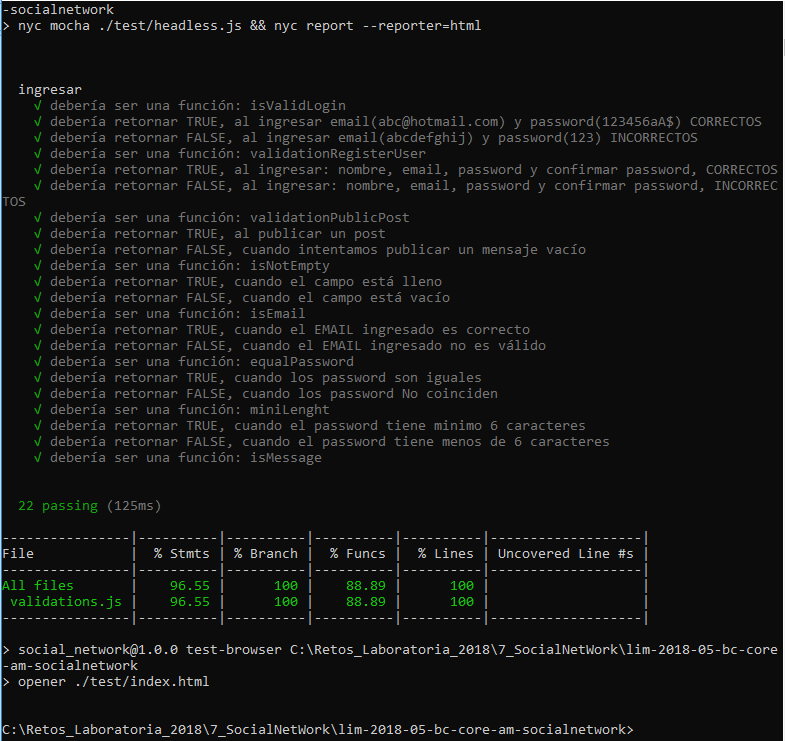 -socialnetwork
> nyc mocha ./test/headless.js && nyc report --reporter=html
ingresar
√ debería ser una función: isValidLogin
√ debería retornar TRUE, al ingresar email(abc@hotmail.com) y password(123456aA$) CORRECTOS
√ debería retornar FALSE, al ingresar email(abcdefghij) y password(123) INCORRECTOS
√ debería ser una función: validationRegisterUser
√ debería retornar TRUE, al ingresar: nombre, email, password y confirmar password, CORRECTOS
√ debería retornar FALSE, al ingresar: nombre, email, password y confirmar password, INCORREC
TOS
√ debería ser una función: validationPublicPost
√ debería retornar TRUE, al publicar un post
√ debería retornar FALSE, cuando intentamos publicar un mensaje vacío
√ debería ser una función: isNotEmpty
√ debería retornar TRUE, cuando el campo está lleno
√ debería retornar FALSE, cuando el campo está vacío
√ debería ser una función: isEmail
√ debería retornar TRUE, cuando el EMAIL ingresado es correcto
√ debería retornar FALSE, cuando el EMAIL ingresado no es válido
√ debería ser una función: equalPassword
√ debería retornar TRUE, cuando los password son iguales
√ debería retornar FALSE, cuando los password No coinciden
√ debería ser una función: miniLenght
√ debería retornar TRUE, cuando el password tiene minimo 6 caracteres
√ debería retornar FALSE, cuando el password tiene menos de 6 caracteres
√ debería ser una función: isMessage
22 passing (125ms)
----------------|----------|----------|----------|----------|-------------------|
File            |  % Stmts | % Branch |  % Funcs |  % Lines | Uncovered Line #s |
----------------|----------|----------|----------|----------|-------------------|
All files       |    96.55 |      100 |    88.89 |      100 |                   |
 validations.js |    96.55 |      100 |    88.89 |      100 |                   |
----------------|----------|----------|----------|----------|-------------------|
> social_network@1.0.0 test-browser C:\Retos_Laboratoria_2018\7_SocialNetWork\lim-2018-05-bc-core
-am-socialnetwork
> opener ./test/index.html
C:\Retos_Laboratoria_2018\7_SocialNetWork\lim-2018-05-bc-core-am-socialnetwork>